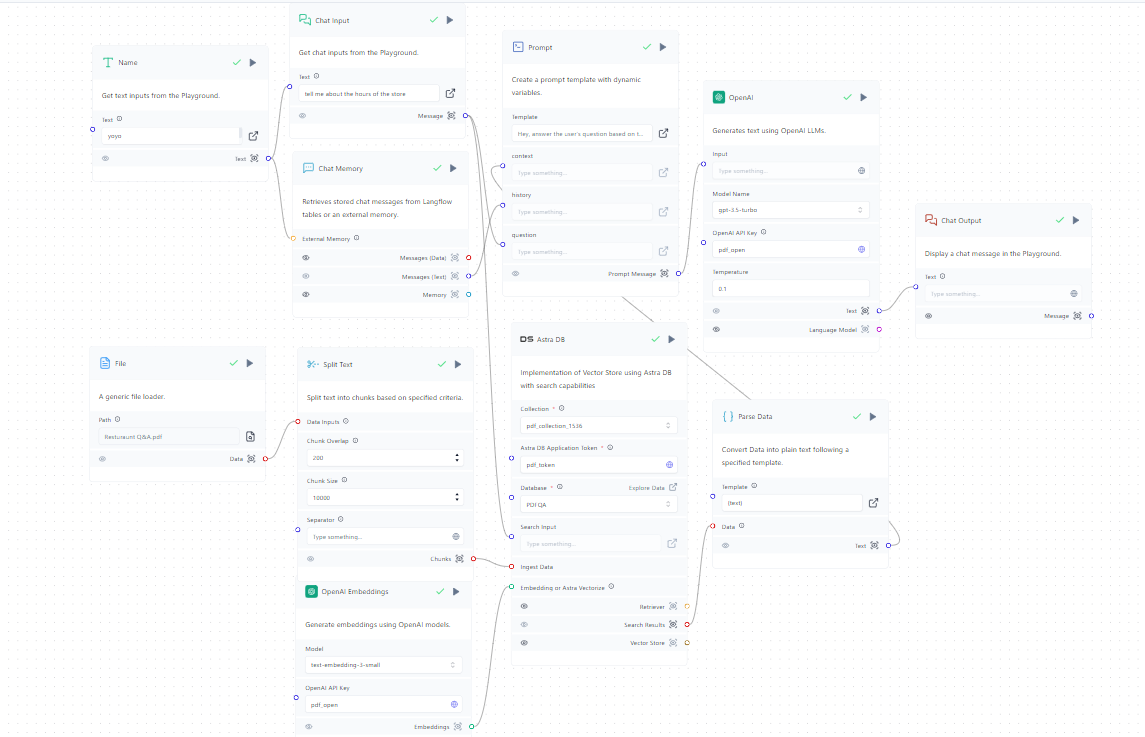 Name
Get text inputs from the Playground.
Text
yoyo
Text
Chat Input
Get chat inputs from the Playground.
Text
tell me about the hours of the store
Message
Chat Memory
Retrieves stored chat messages from Langflow
tables or an external memory.
External Memory
Messages (Data)
Messages (Text)
Memory
Prompt
Create a prompt template with dynamic
variables.
Template
Hey, answer the user's question based on t...
context
Type something...
history
Type something...
question
Type something...
Prompt Message
OpenAI
Generates text using OpenAI LLMs.
Input
Type something...
Model Name
gpt-3.5-turbo
OpenAI API Key
pdf_open
Temperature
0.1
Text
Language Model
Chat Output
Display a chat message in the Playground.
Text
Type something...
Message
File
A generic file loader.
Path
Resturaunt Q&A.pdf
Data
Split Text
Split text into chunks based on specified criteria.
Data Inputs
Chunk Overlap
200
Chunk Size
10000
Separator
Type something...
Chunks
OpenAI Embeddings
Generate embeddings using OpenAI models.
Model
text-embedding-3-small
OpenAI API Key
pdf_open
Embeddings
DS Astra DB
Implementation of Vector Store using Astra DB
with search capabilities
Collection *
pdf_collection_1536
Astra DB Application Token *
pdf_token
Database *
Explore Data
PDFQA
Search Input
Type something...
Ingest Data
Embedding or Astra Vectorize
Retriever
Search Results
Vector Store
Parse Data
Convert Data into plain text following a
specified template.
Template
{text}
Data
Text